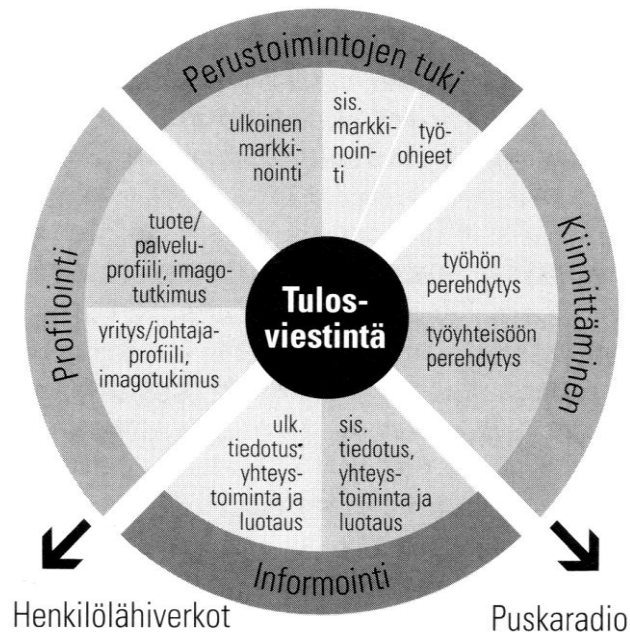 Perustoimintojen tuki
ulkoinen
markki-
nointi
sis.
markki-
noin-
ti
työ-
ohjeet
Profilointi
tuote/
palvelu-
profiili, imago-
tutkimus
yritys/johtaja-
profiili,
imagotukimus
Tulos-
viestintä
Kiinnittäminen
työhön
perehdytys
työyhteisöön
perehdytys
ulk.
tiedotus,
yhteys-
toiminta ja
luotaus
sis.
tiedotus,
yhteys-
toiminta ja
luotaus
Informointi
Henkilölähiverkot
Puskaradio